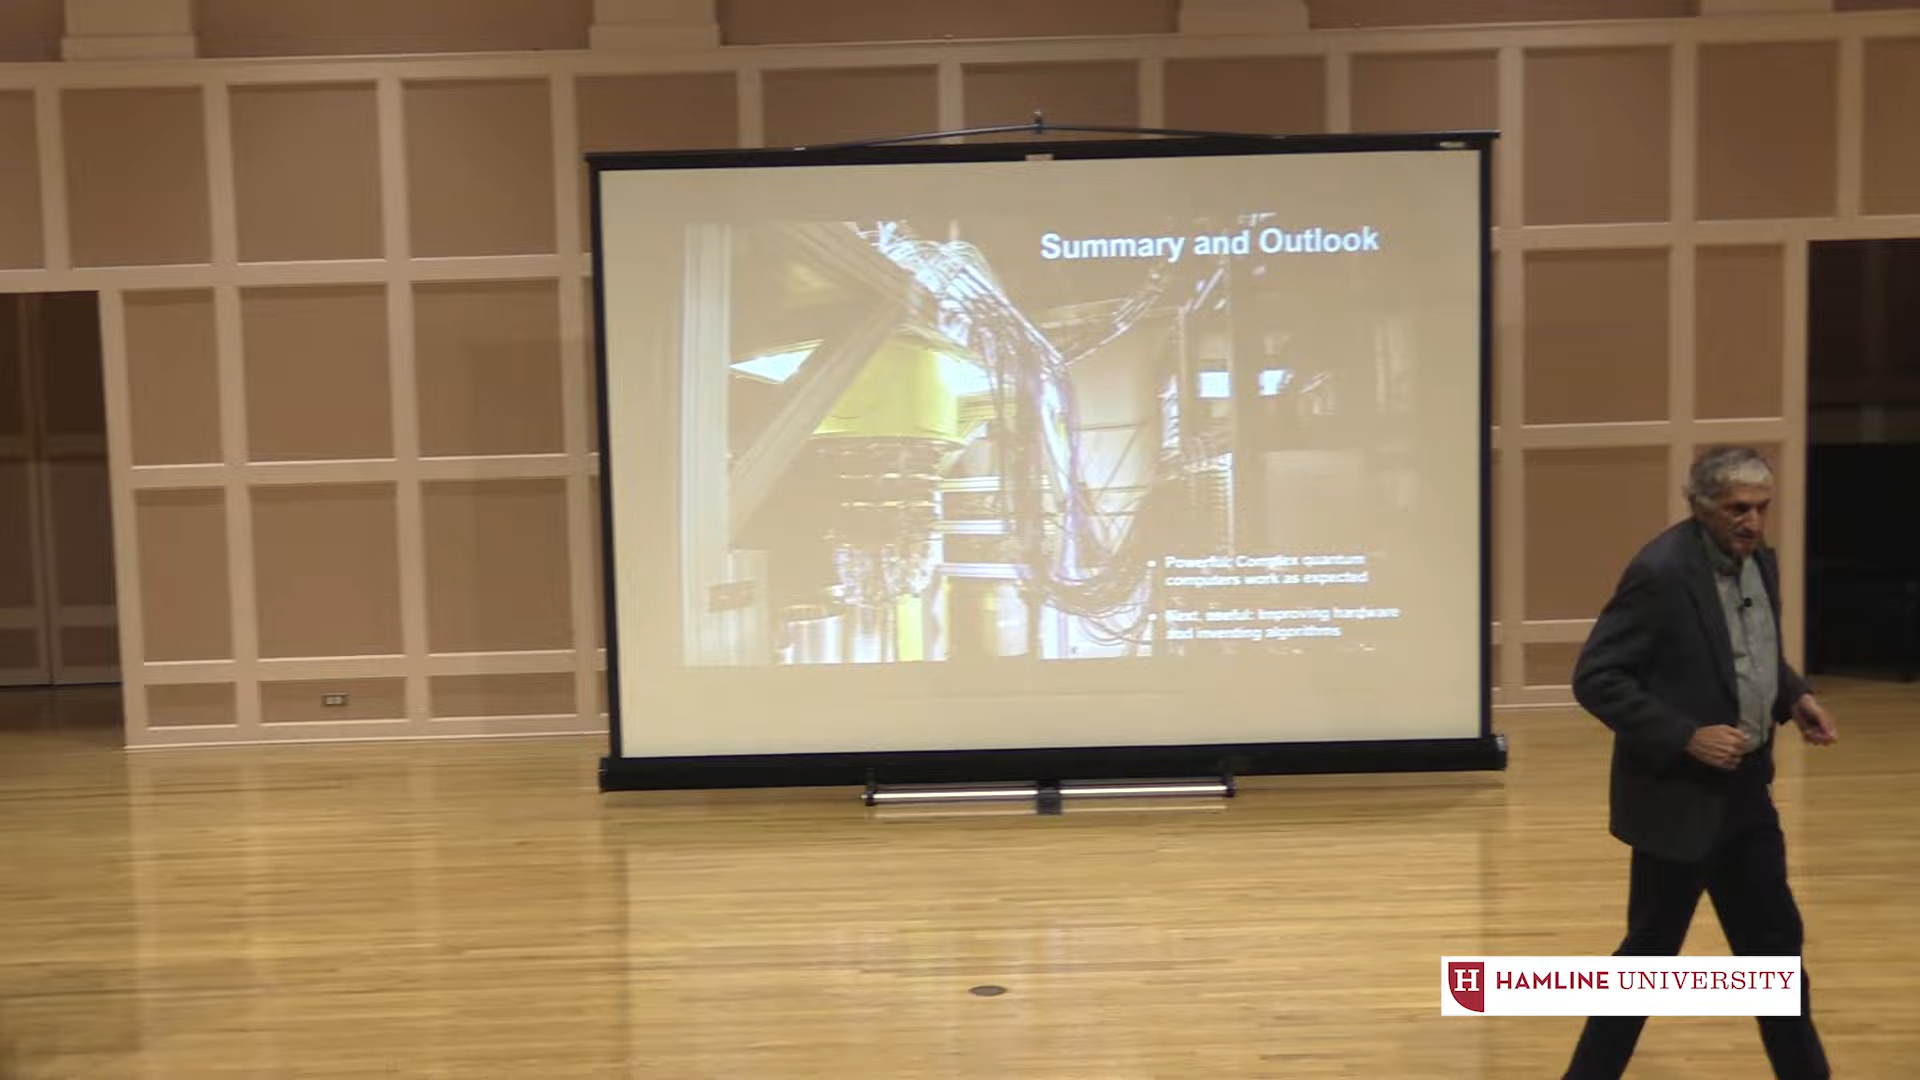 Summary and Outlook
Powerful: Complex quantum
computers work as expected
Next, useful: Improving hardware
and inventing algorithms
H HAMLINE UNIVERSITY